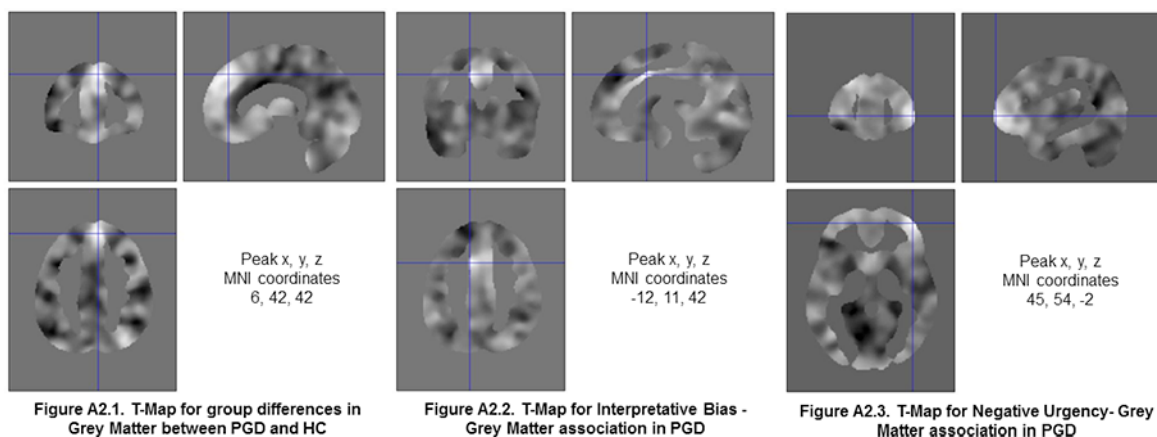 Peak x, y, z
MNI coordinates
6, 42, 42
Peak x, y, z
MNI coordinates
-12, 11, 42
Peak x, y, z
MNI coordinates
45, 54, -2
Figure A2.1. T-Map for group differences in
Grey Matter between PGD and HC
Figure A2.2. T-Map for Interpretative Bias -
Grey Matter association in PGD
Figure A2.3. T-Map for Negative Urgency- Grey
Matter association in PGD